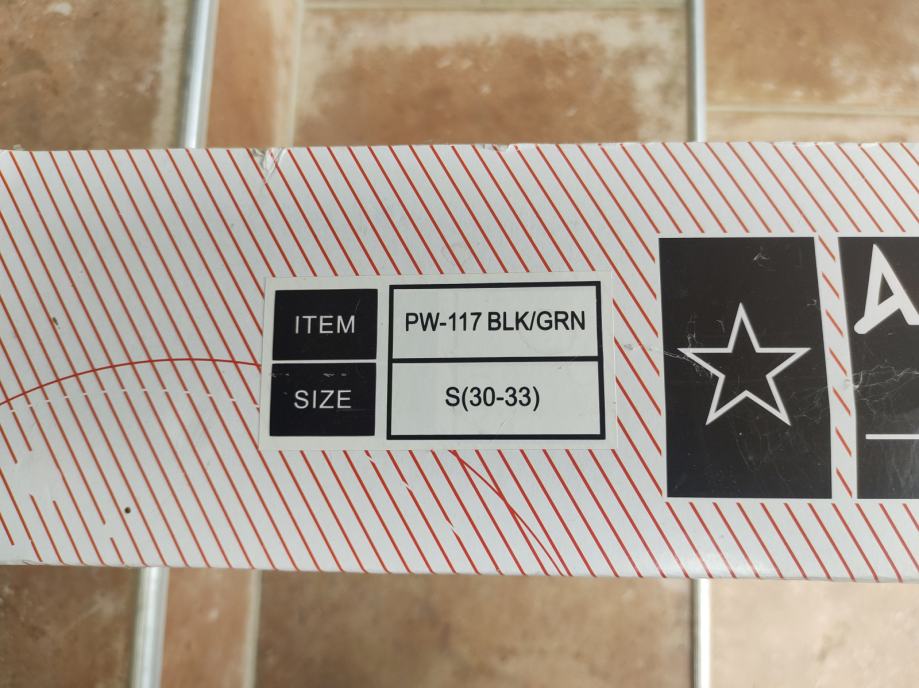 ITEM PW-117 BLK/GRN
SIZE S(30-33)
A